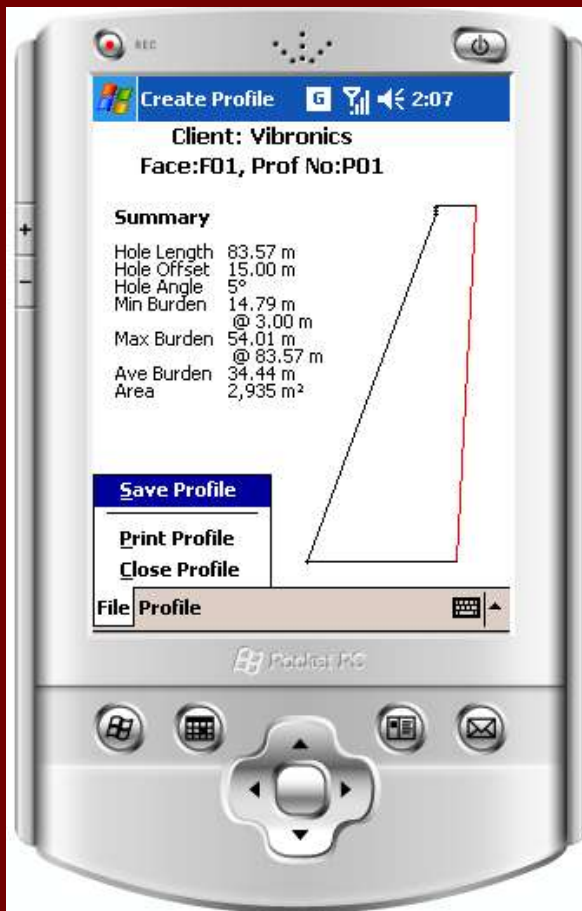 REC
Create Profile G 2:07
Client: Vibronics
Face:F01, Prof No:P01
Summary
Hole Length 83.57 m
Hole Offset 15.00 m
Hole Angle 5°
Min Burden 14.79 m
@ 3.00 m
Max Burden 54.01 m
@ 83.57 m
Ave Burden 34.44 m
Area 2,935 m²
Save Profile
Print Profile
Close Profile
File Profile
Pocket PC
+
−